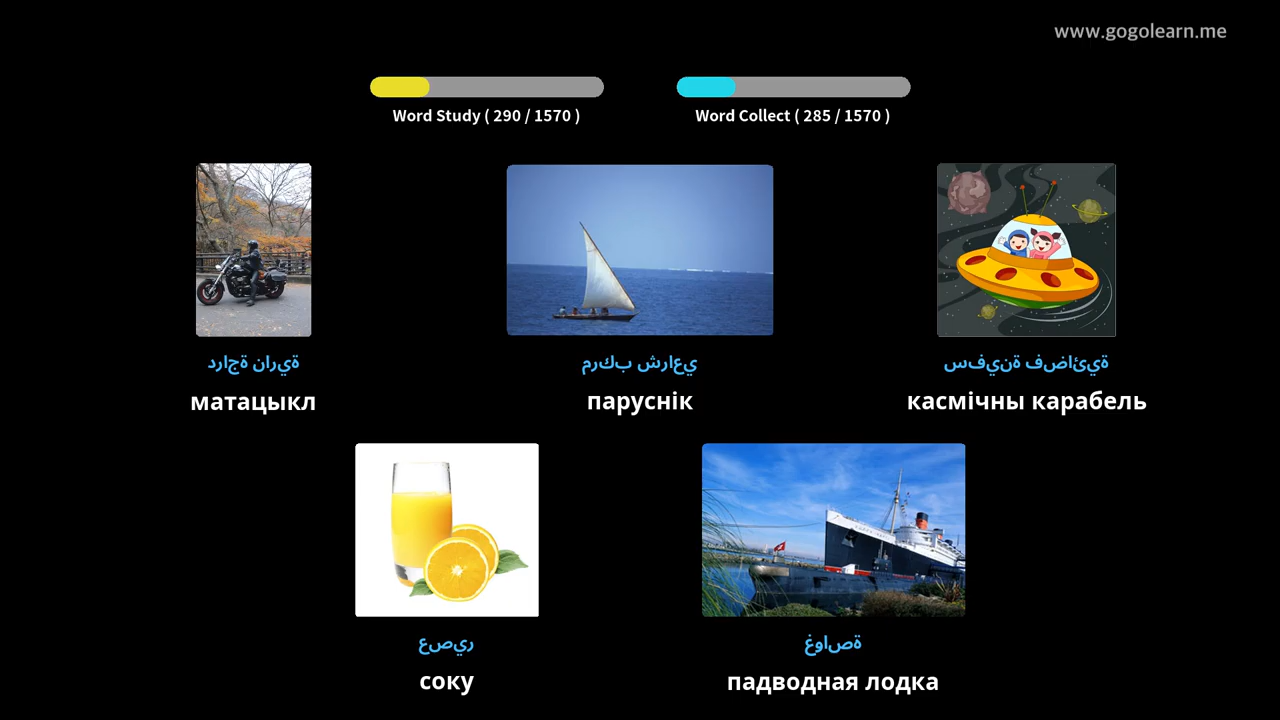 www.gogolearn.me
Word Study ( 290 / 1570 )
Word Collect ( 285 / 1570 )
دراجة نارية
матацыкл
مركب شراعي
паруснік
سفينة فضائية
касмічны карабель
عصير
соку
غواصة
падводная лодка